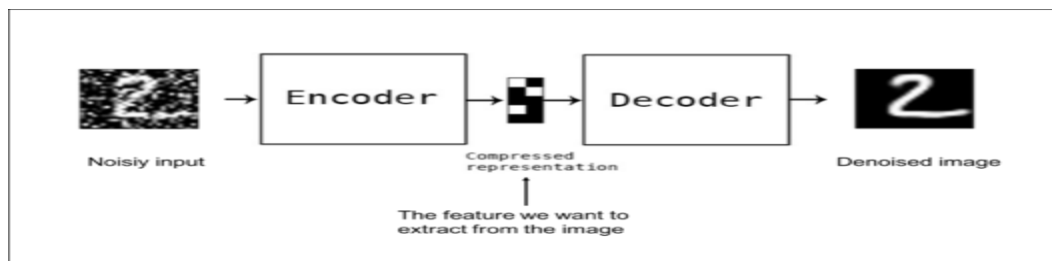 Encoder
Decoder
Noisiy input
Compressed
representation
Denoised image
The feature we want to
extract from the image